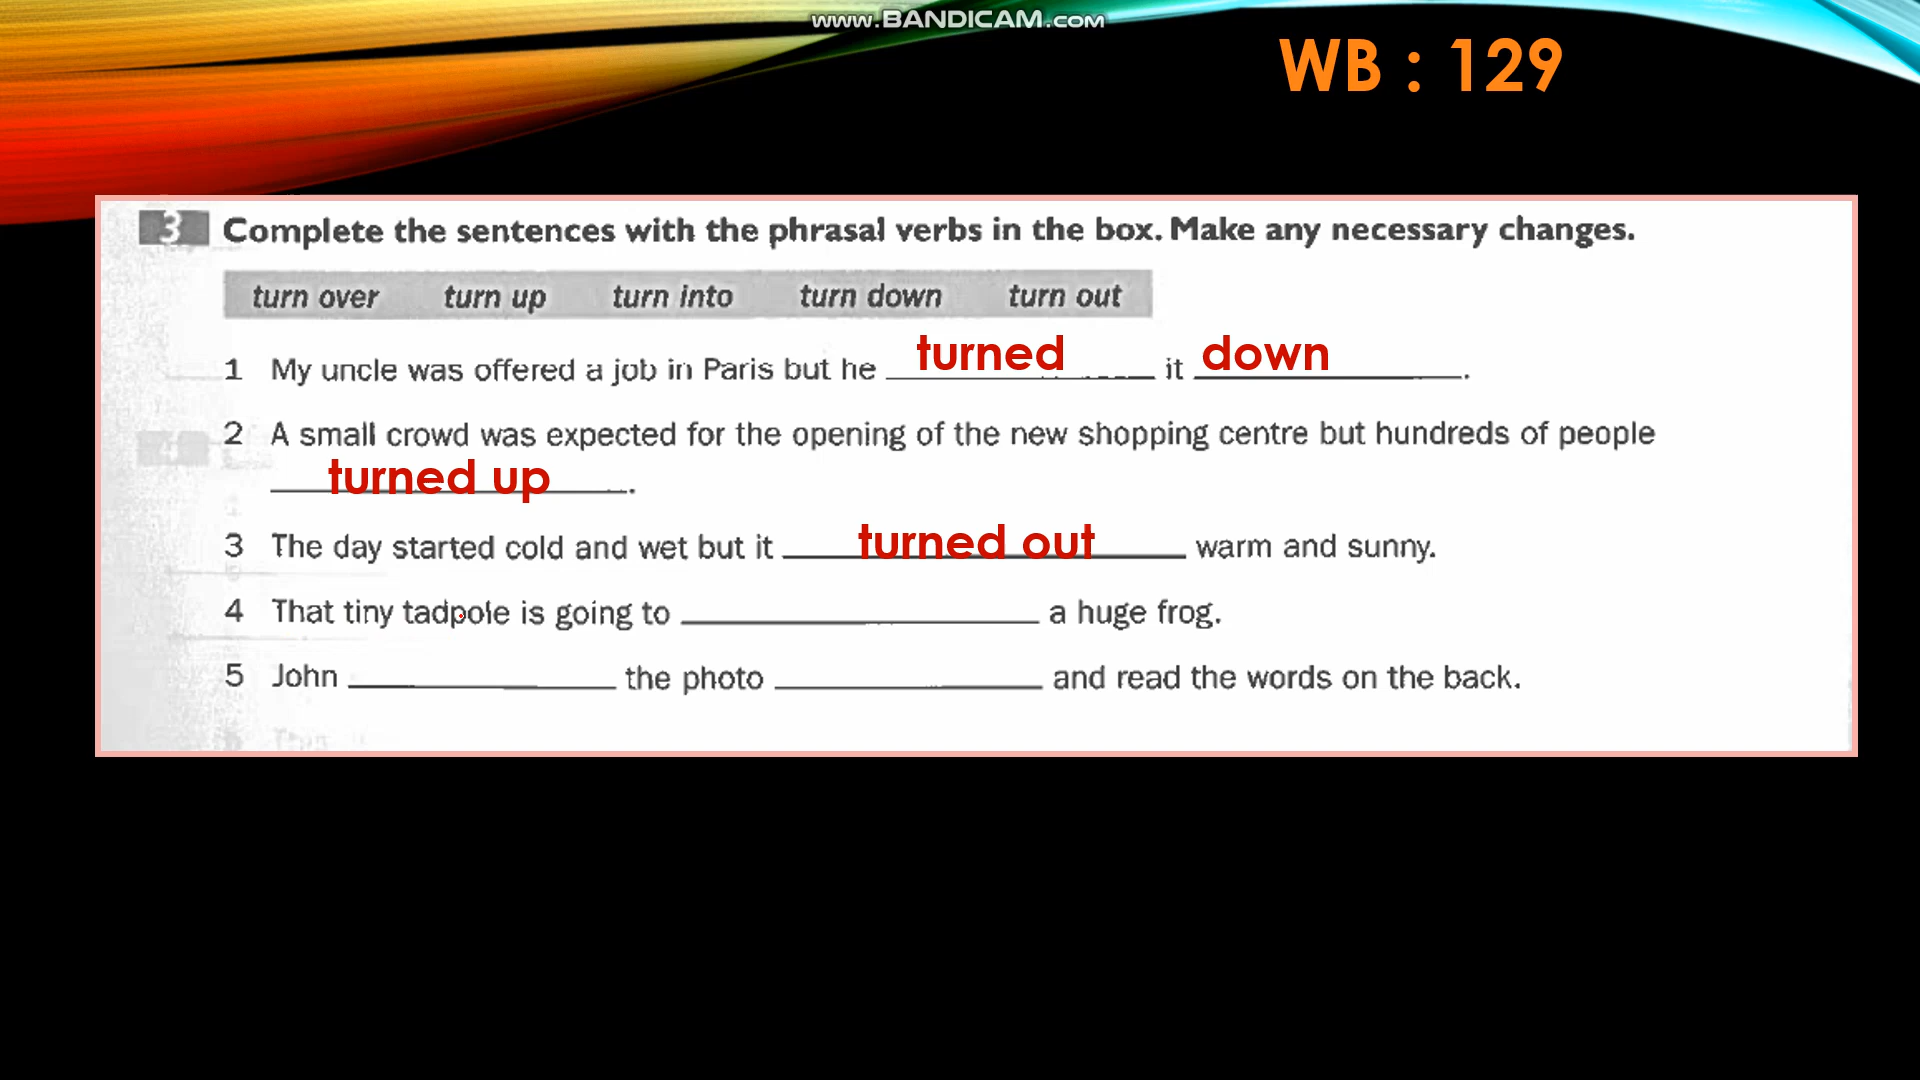 www.BANDICAM.com
WB : 129
3 Complete the sentences with the phrasal verbs in the box. Make any necessary changes.
turn over turn up turn into turn down turn out
1 My uncle was offered a job in Paris but he turned it down.
2 A small crowd was expected for the opening of the new shopping centre but hundreds of people
turned up.
3 The day started cold and wet but it turned out warm and sunny.
4 That tiny tadpole is going to ____ a huge frog.
5 John ____ the photo ____ and read the words on the back.